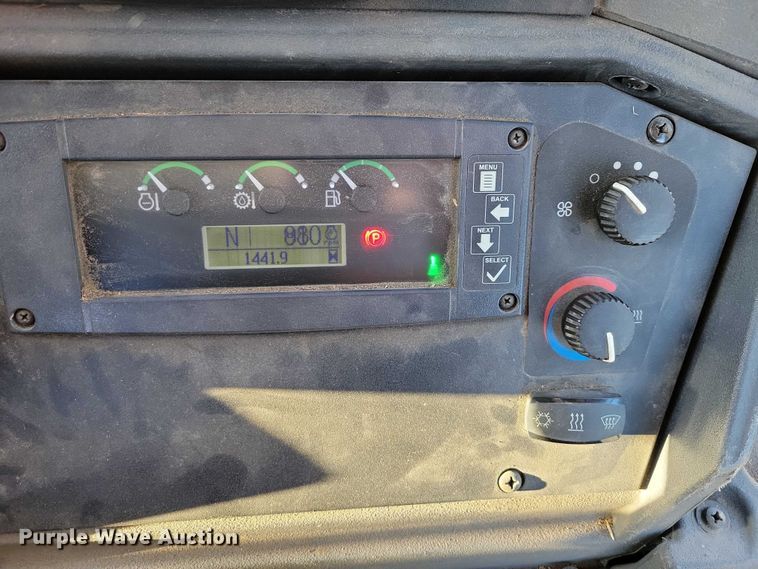 MENU
BACK
NEXT
SELECT
N
1441.9
P
Purple Wave Auction